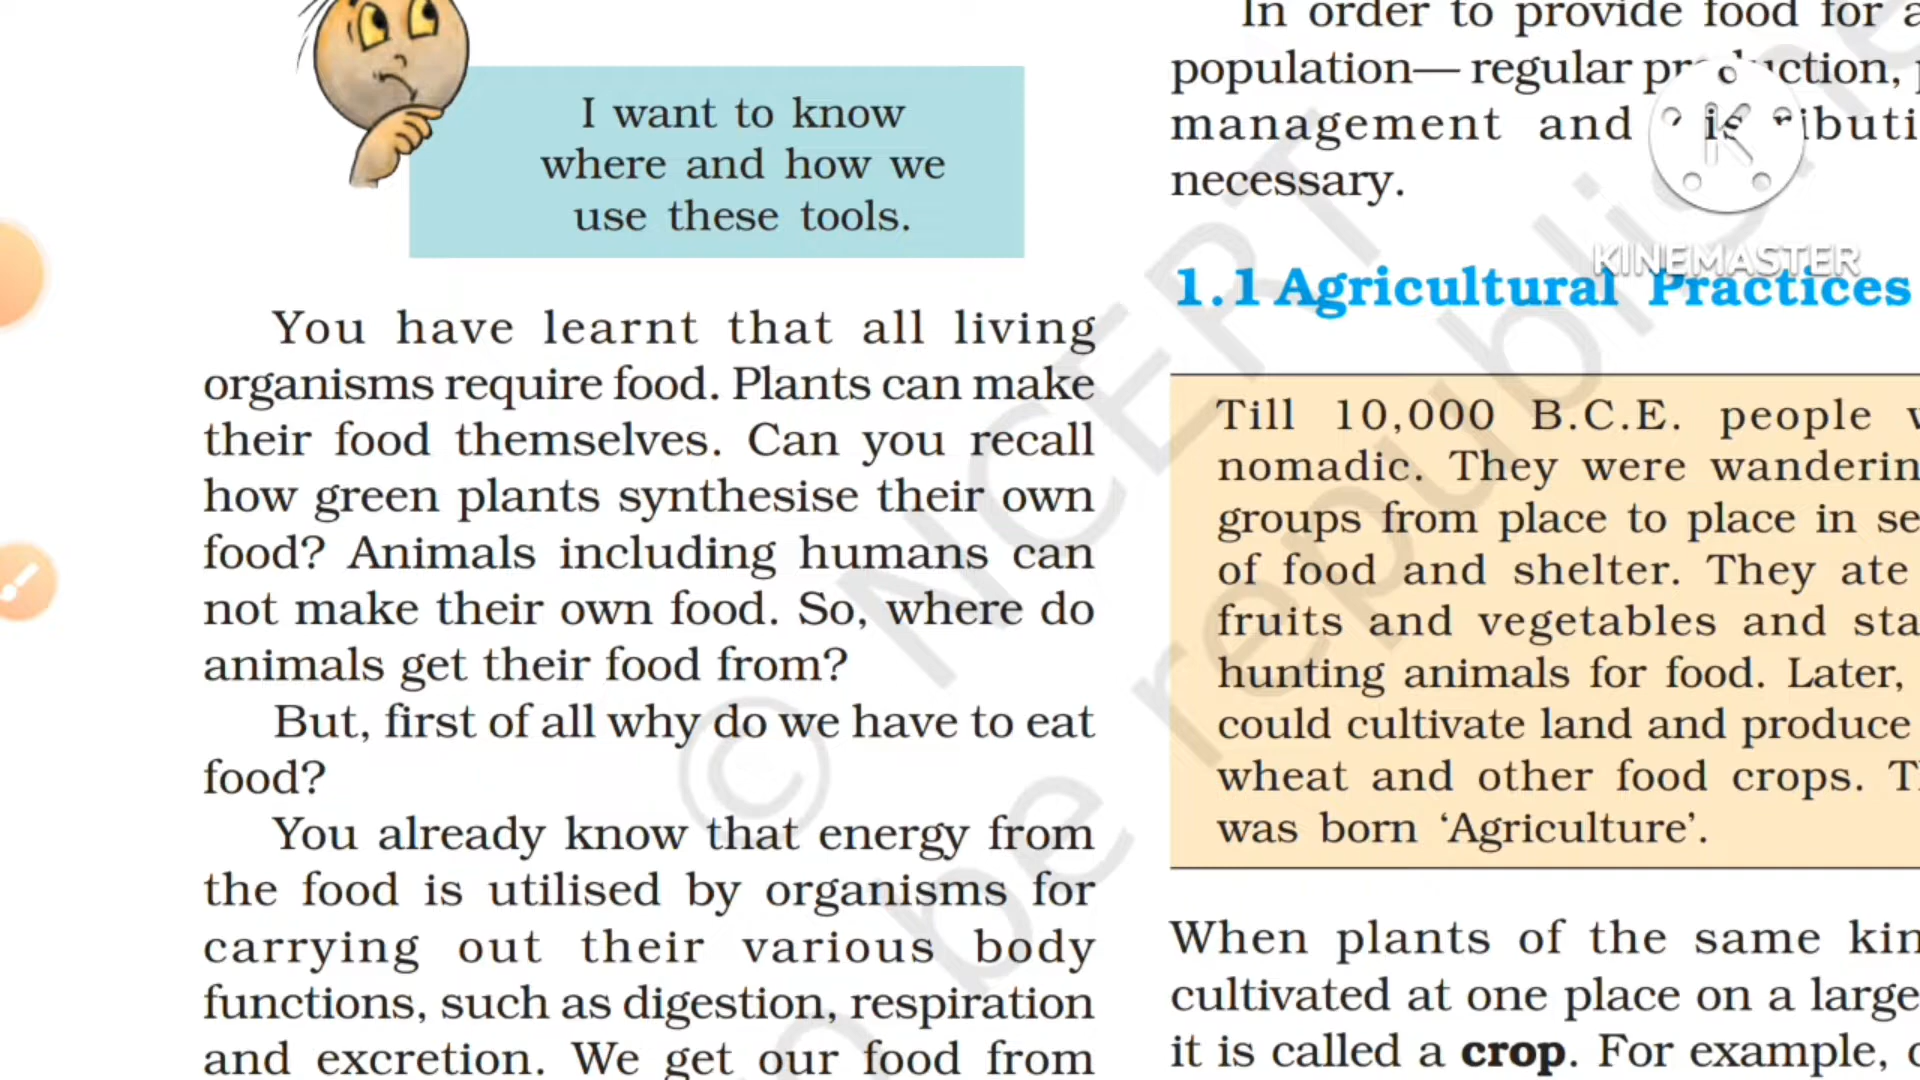 I want to know
where and how we
use these tools.
You have learnt that all living
organisms require food. Plants can make
their food themselves. Can you recall
how green plants synthesise their own
food? Animals including humans can
not make their own food. So, where do
animals get their food from?
But, first of all why do we have to eat
food?
You already know that energy from
the food is utilised by organisms for
carrying out their various body
functions, such as digestion, respiration
and excretion. We get our food from
In order to provide food for a
population— regular production,
management and
necessary.
KINEMASTER
1.1 Agricultural Practices
Till 10,000 B.C.E. people
nomadic. They were
groups from place to place in
of food and shelter. They ate
fruits and vegetables and
hunting animals for food. Later,
could cultivate land and produce
wheat and other food crops.
was born ‘Agriculture’.
When plants of the same
cultivated at one place on a large
it is called a crop. For example,
© NCERT
be republished